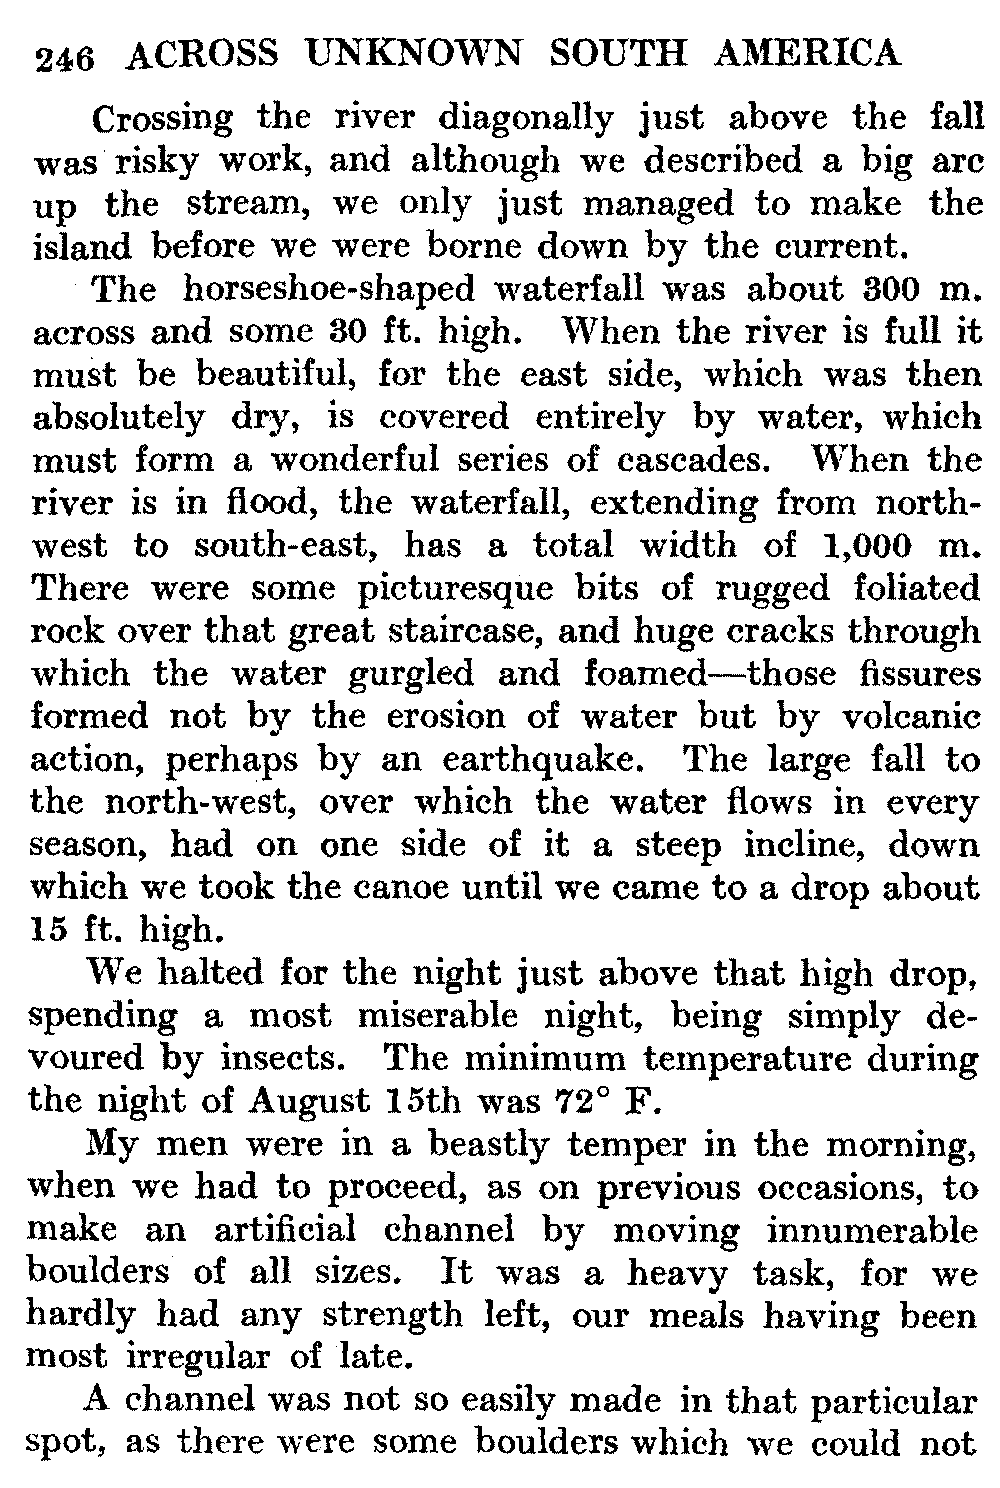 246 ACROSS UNKNOWN SOUTH AMERICA
Crossing the river diagonally just above the fall
was risky work, and although we described a big arc
up the stream, we only just managed to make the
island before we were borne down by the current.
The horseshoe-shaped waterfall was about 300 m.
across and some 30 ft. high. When the river is full it
must be beautiful, for the east side, which was then
absolutely dry, is covered entirely by water, which
must form a wonderful series of cascades. When the
river is in flood, the waterfall, extending from north-
west to south-east, has a total width of 1,000 m.
There were some picturesque bits of rugged foliated
rock over that great staircase, and huge cracks through
which the water gurgled and foamed—those fissures
formed not by the erosion of water but by volcanic
action, perhaps by an earthquake. The large fall to
the north-west, over which the water flows in every
season, had on one side of it a steep incline, down
which we took the canoe until we came to a drop about
15 ft. high.
We halted for the night just above that high drop,
spending a most miserable night, being simply de-
voured by insects. The minimum temperature during
the night of August 15th was 72° F.
My men were in a beastly temper in the morning,
when we had to proceed, as on previous occasions, to
make an artificial channel by moving innumerable
boulders of all sizes. It was a heavy task, for we
hardly had any strength left, our meals having been
most irregular of late.
A channel was not so easily made in that particular
spot, as there were some boulders which we could not